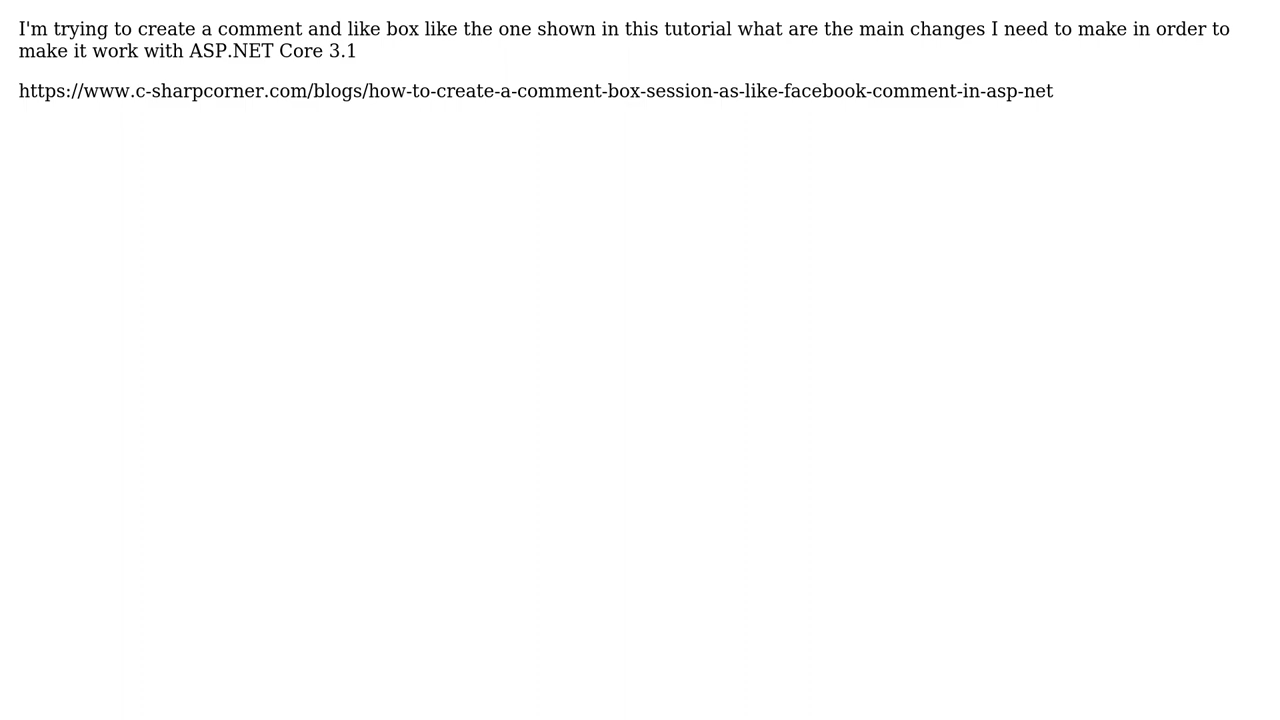 I'm trying to create a comment and like box like the one shown in this tutorial what are the main changes I need to make in order to
make it work with ASP.NET Core 3.1
https://www.c-sharpcorner.com/blogs/how-to-create-a-comment-box-session-as-like-facebook-comment-in-asp-net